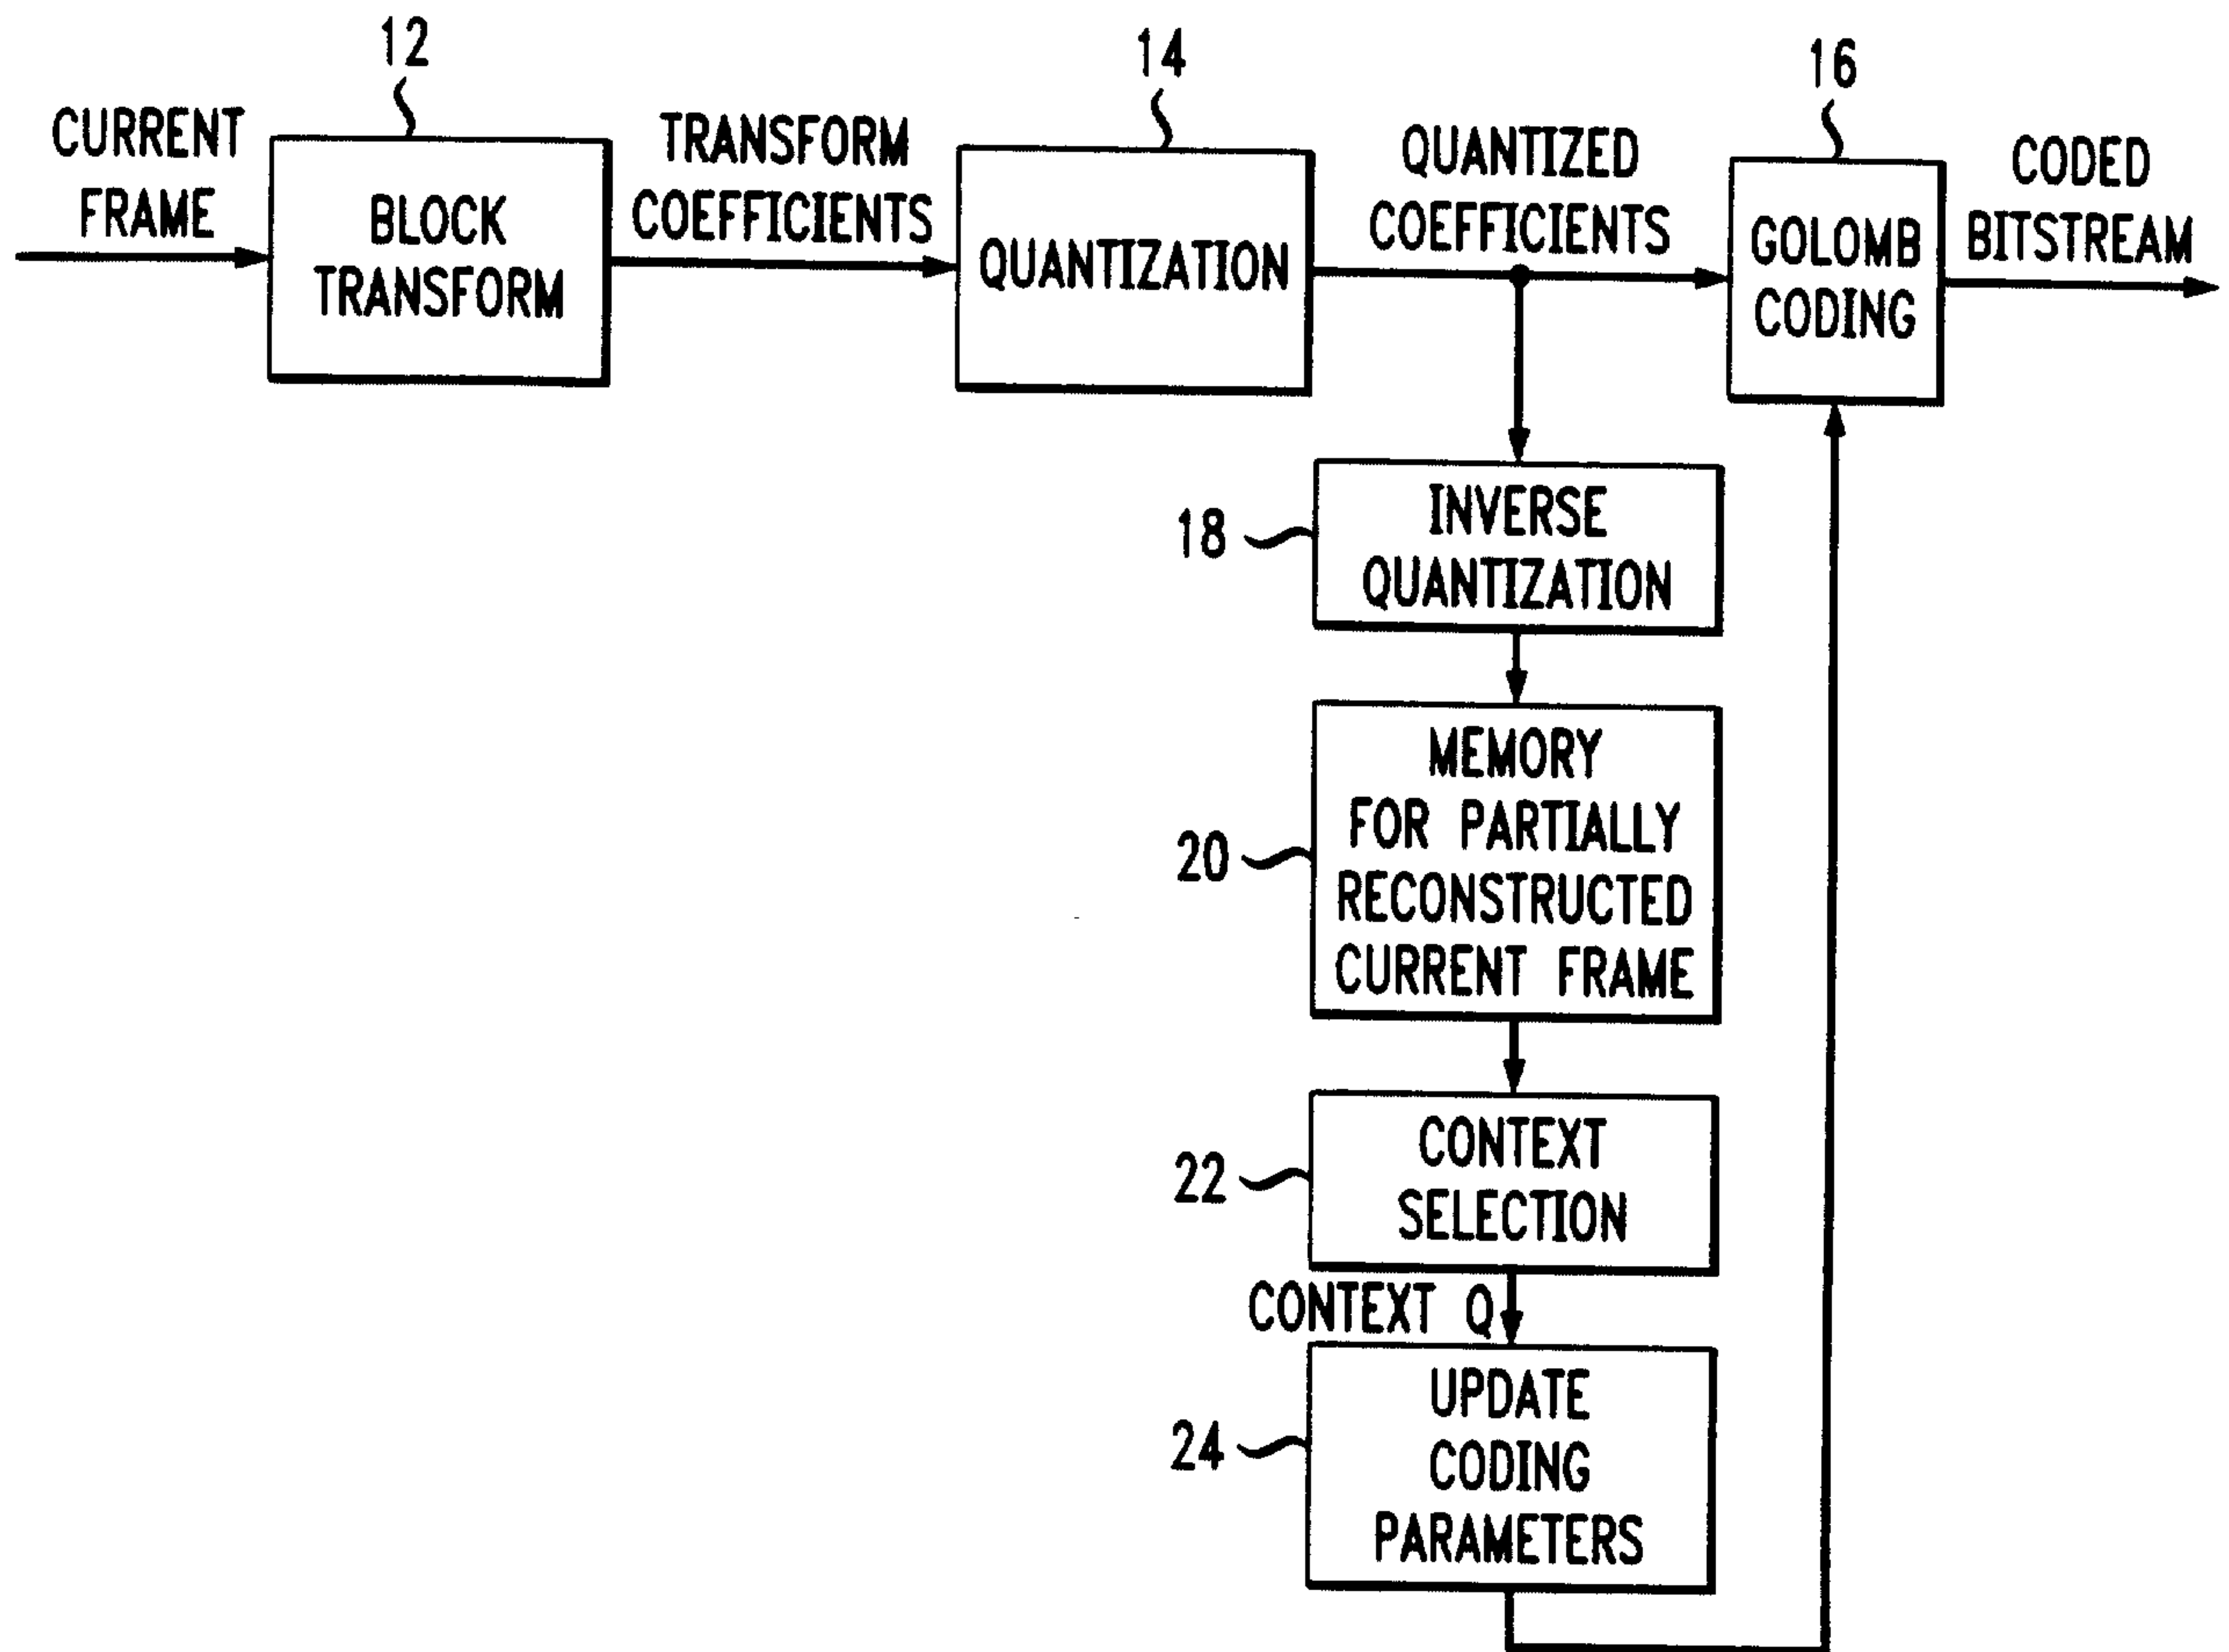 12
14
16
CURRENT
FRAME
BLOCK
TRANSFORM
TRANSFORM
COEFFICIENTS
QUANTIZATION
QUANTIZED
COEFFICIENTS
GOLOMB
CODING
CODED
BITSTREAM
18
INVERSE
QUANTIZATION
20
MEMORY
FOR PARTIALLY
RECONSTRUCTED
CURRENT FRAME
22
CONTEXT
SELECTION
CONTEXT Q
24
UPDATE
CODING
PARAMETERS